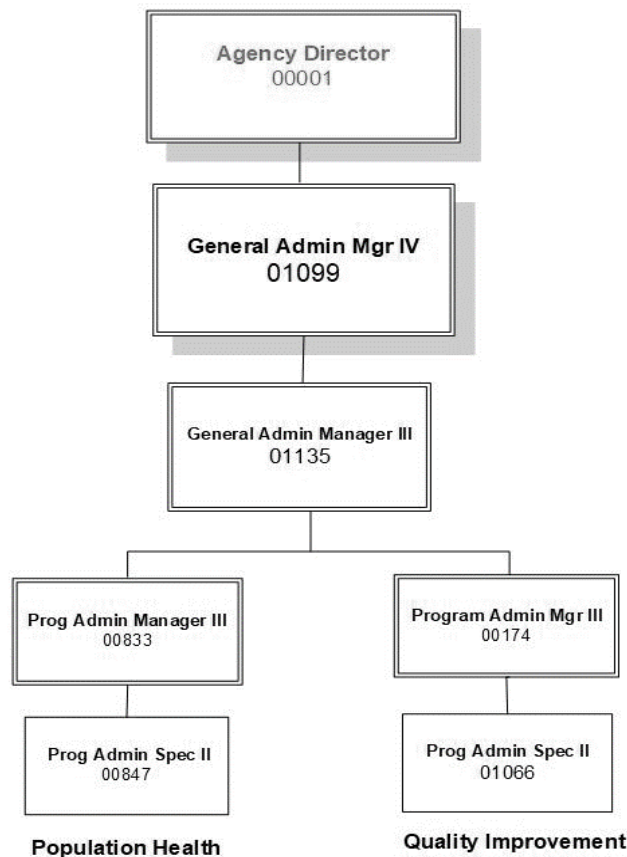 Agency Director
00001
General Admin Mgr IV
01099
General Admin Manager III
01135
Prog Admin Manager III
00833
Program Admin Mgr III
00174
Prog Admin Spec II
00847
Prog Admin Spec II
01066
Population Health
Quality Improvement